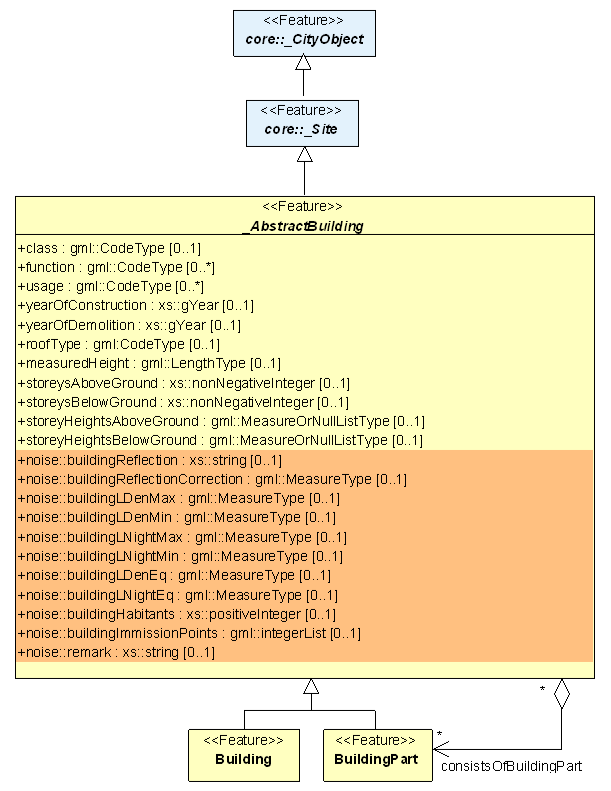 <<Feature>>
core::_CityObject
<<Feature>>
core::_Site
<<Feature>>
_AbstractBuilding
+class : gml::CodeType [0..1]
+function : gml::CodeType [0..*]
+usage : gml::CodeType [0..*]
+yearOfConstruction : xs::gYear [0..1]
+yearOfDemolition : xs::gYear [0..1]
+roofType : gml:CodeType [0..1]
+measuredHeight : gml::LengthType [0..1]
+storeysAboveGround : xs::nonNegativeInteger [0..1]
+storeysBelowGround : xs::nonNegativeInteger [0..1]
+storeyHeightsAboveGround : gml::MeasureOrNullListType [0..1]
+storeyHeightsBelowGround : gml::MeasureOrNullListType [0..1]
+noise::buildingReflection : xs::string [0..1]
+noise::buildingReflectionCorrection : gml::MeasureType [0..1]
+noise::buildingLDenMax : gml::MeasureType [0..1]
+noise::buildingLDenMin : gml::MeasureType [0..1]
+noise::buildingLNightMax : gml::MeasureType [0..1]
+noise::buildingLNightMin : gml::MeasureType [0..1]
+noise::buildingLDenEq : gml::MeasureType [0..1]
+noise::buildingLNightEq : gml::MeasureType [0..1]
+noise::buildingHabitants : xs::positiveInteger [0..1]
+noise::buildingImmissionPoints : gml::integerList [0..1]
+noise::remark : xs::string [0..1]
*
<<Feature>>
Building
<<Feature>>
BuildingPart
*
consistsOfBuildingPart